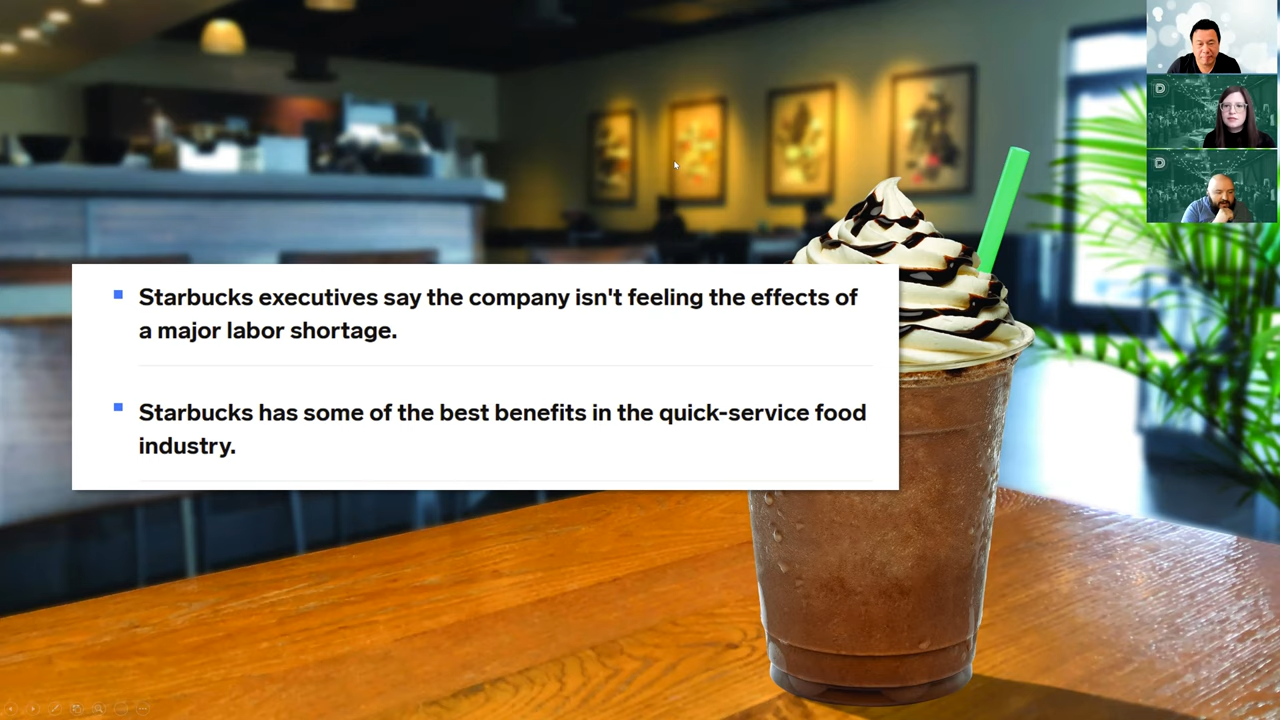 Starbucks executives say the company isn't feeling the effects of
a major labor shortage.
Starbucks has some of the best benefits in the quick-service food
industry.
D
D